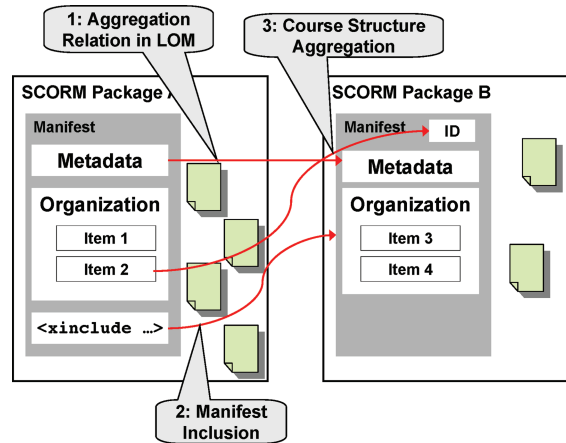 1: Aggregation
Relation in LOM
3: Course Structure
Aggregation
SCORM Package
Manifest
Metadata
Organization
Item 1
Item 2
<xinclude …>
2: Manifest
Inclusion
SCORM Package B
Manifest
ID
Metadata
Organization
Item 3
Item 4